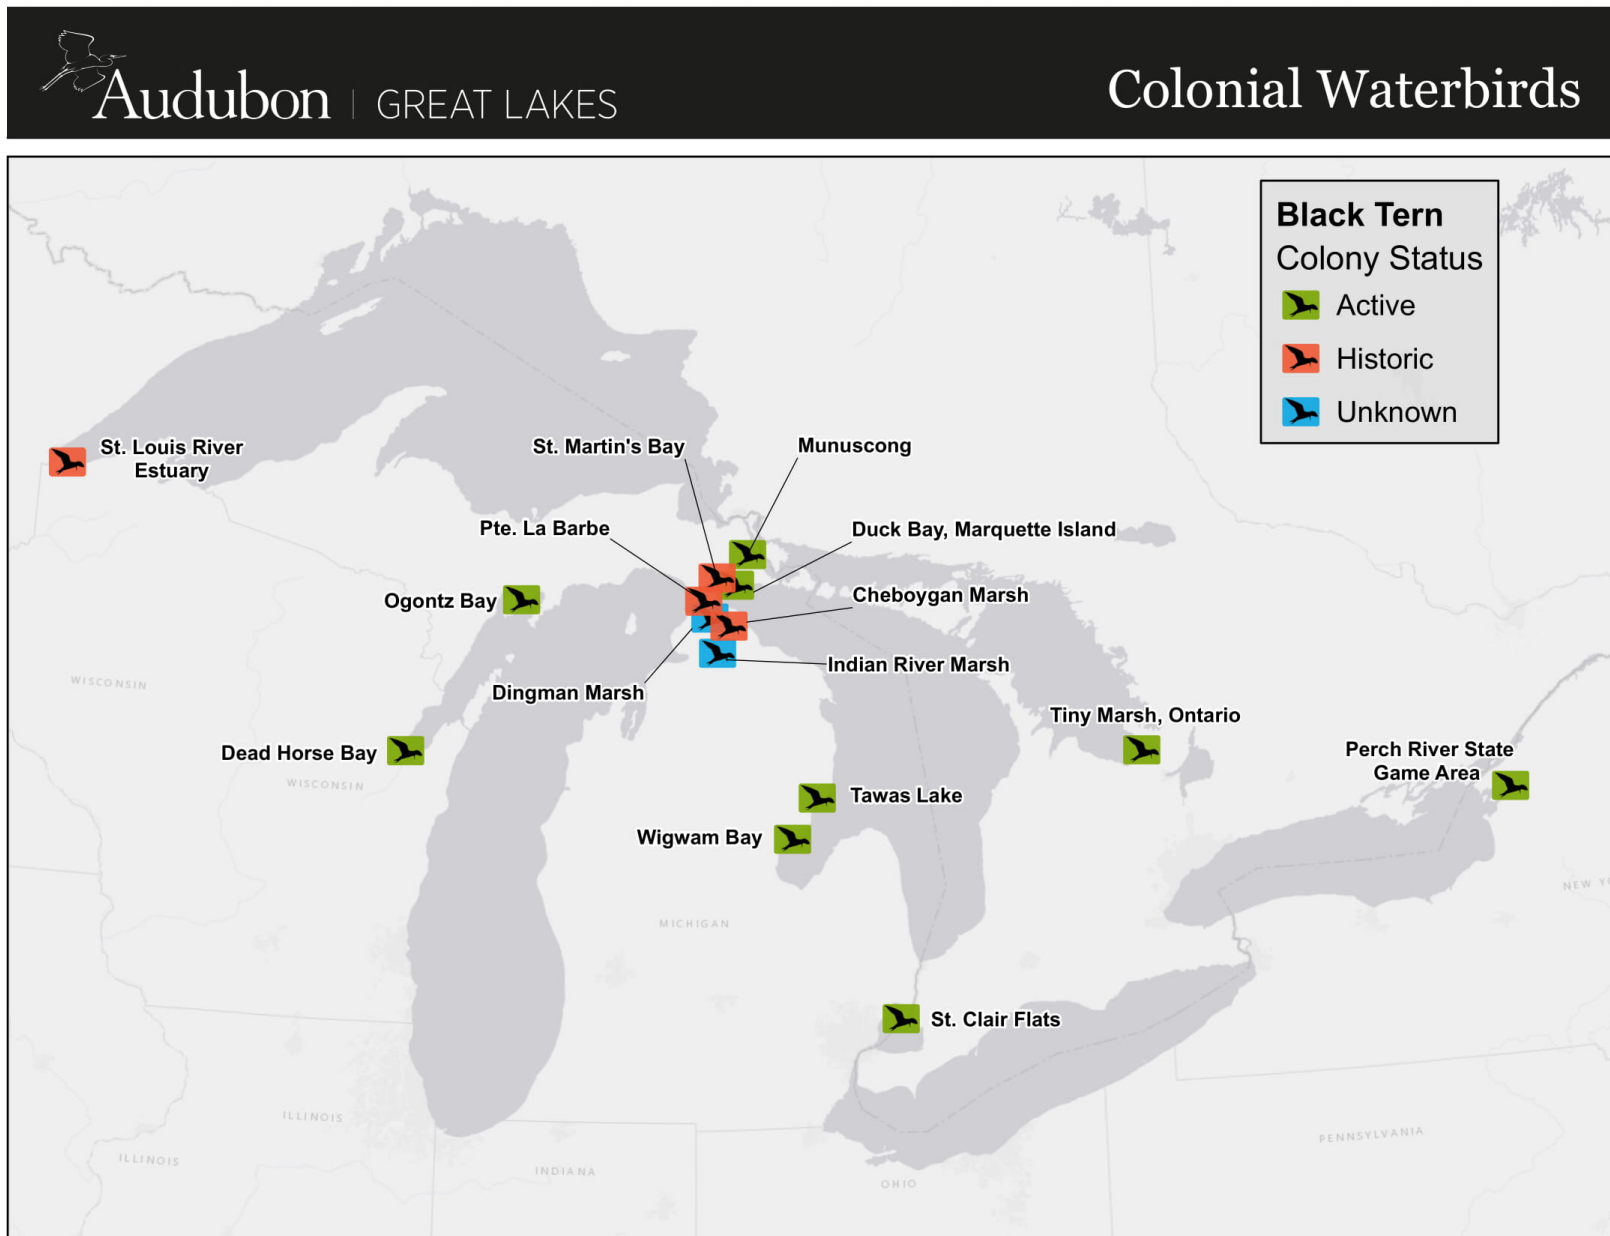 Audubon | GREAT LAKES
Colonial Waterbirds
Black Tern
Colony Status
Active
Historic
Unknown
St. Louis River
Estuary
St. Martin's Bay
Munuscong
Pte. La Barbe
Duck Bay, Marquette Island
Ogontz Bay
Cheboygan Marsh
Indian River Marsh
Dingman Marsh
WISCONSIN
Tiny Marsh, Ontario
Dead Horse Bay
Perch River State
Game Area
WISCONSIN
Tawas Lake
Wigwam Bay
NEW YO
MICHIGAN
St. Clair Flats
ILLINOIS
PENNSYLVANIA
ILLINOIS
INDIANA
OHIO